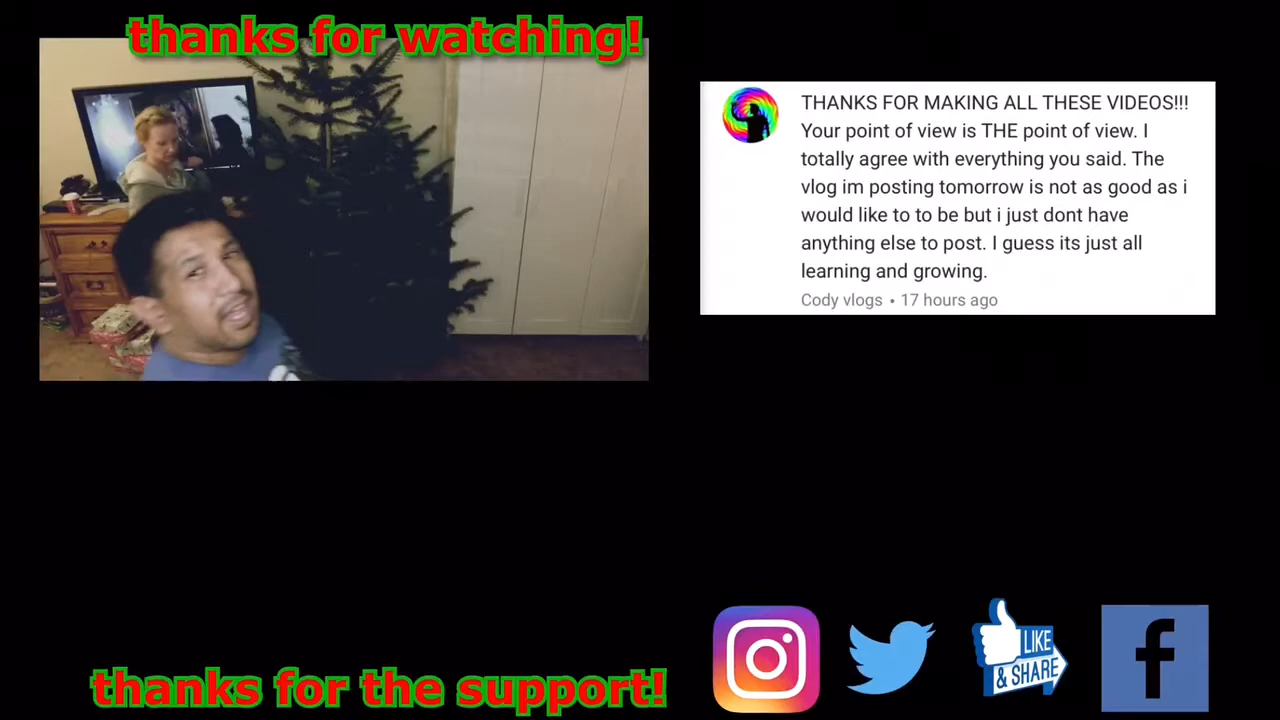 thanks for watching!
THANKS FOR MAKING ALL THESE VIDEOS!!!
Your point of view is THE point of view. I
totally agree with everything you said. The
vlog im posting tomorrow is not as good as i
would like to to be but i just dont have
anything else to post. I guess its just all
learning and growing.
Cody vlogs • 17 hours ago
LIKE
& SHARE
thanks for the support!